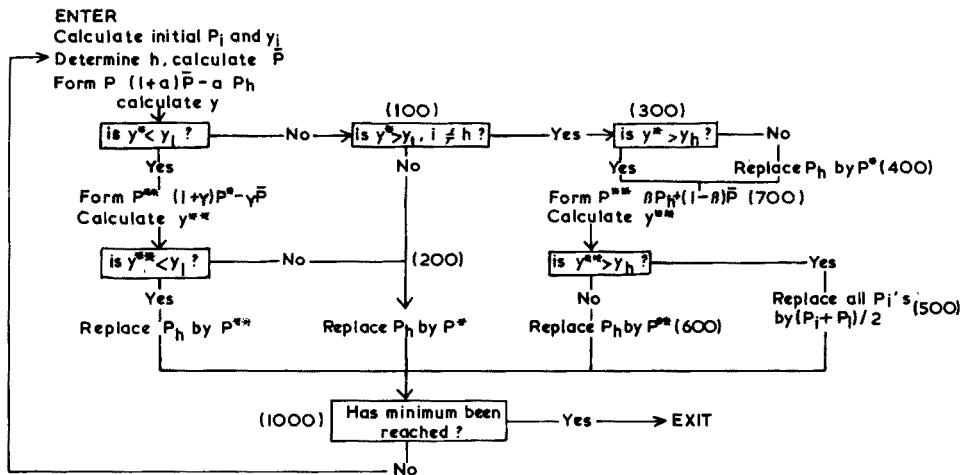 ENTER
Calculate initial Pi and yi
Determine h, calculate P̄
Form P (1+a)P̄-a Ph
calculate y
is y*< yl ?
No
(100)
is y*>yi, i ≠ h ?
Yes
(300)
is y* >yh ?
No
Yes
No
Yes
Replace Ph by P* (400)
Form P** (1+γ)P*-γP̄
Calculate y**
Form P** βPh+(1-β)P̄ (700)
Calculate y**
is y**<yl ?
No
(200)
is y**>yh ?
Yes
Yes
No
Replace all Pi's (500)
by(Pi+Pl)/2
Replace Ph by P**
Replace Ph by P*
Replace Ph by P** (600)
(1000)
Has minimum been
reached ?
Yes
EXIT
No